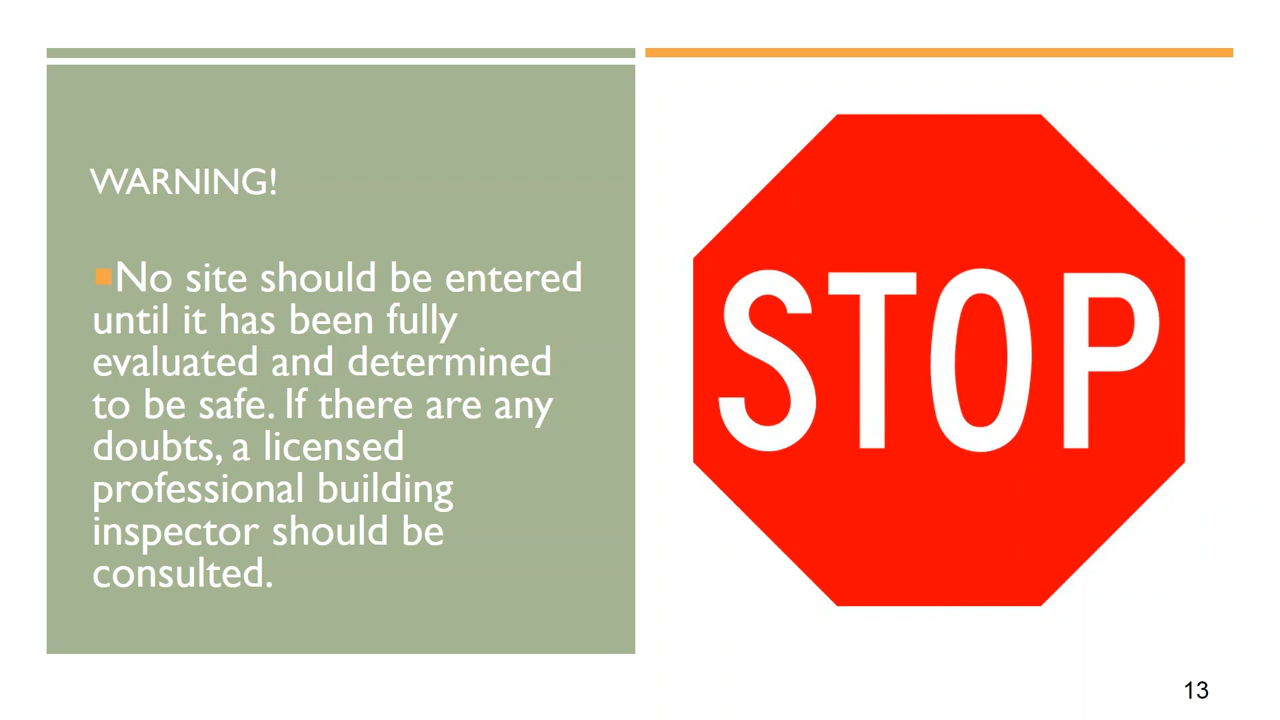 WARNING!
No site should be entered
until it has been fully
evaluated and determined
to be safe. If there are any
doubts, a licensed
professional building
inspector should be
consulted.
STOP
13